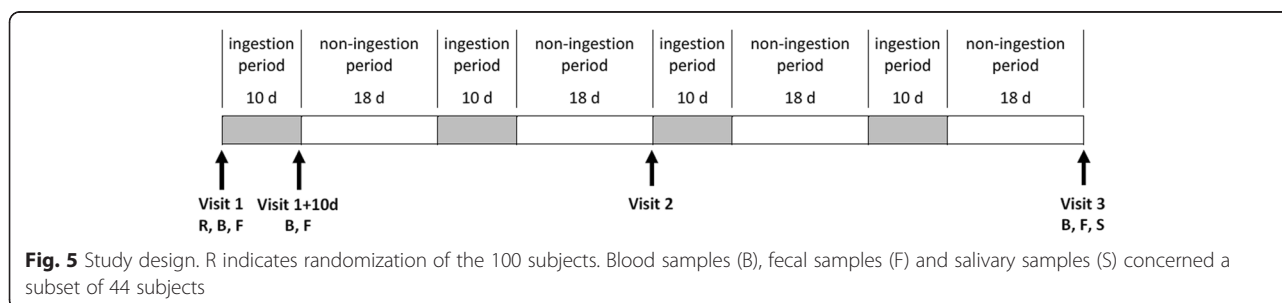 ingestion period
non-ingestion period
ingestion period
non-ingestion period
ingestion period
non-ingestion period
ingestion period
non-ingestion period
10 d
18 d
10 d
18 d
10 d
18 d
10 d
18 d
Visit 1
R, B, F
Visit 1+10d
B, F
Visit 2
Visit 3
B, F, S
Fig. 5 Study design. R indicates randomization of the 100 subjects. Blood samples (B), fecal samples (F) and salivary samples (S) concerned a
subset of 44 subjects